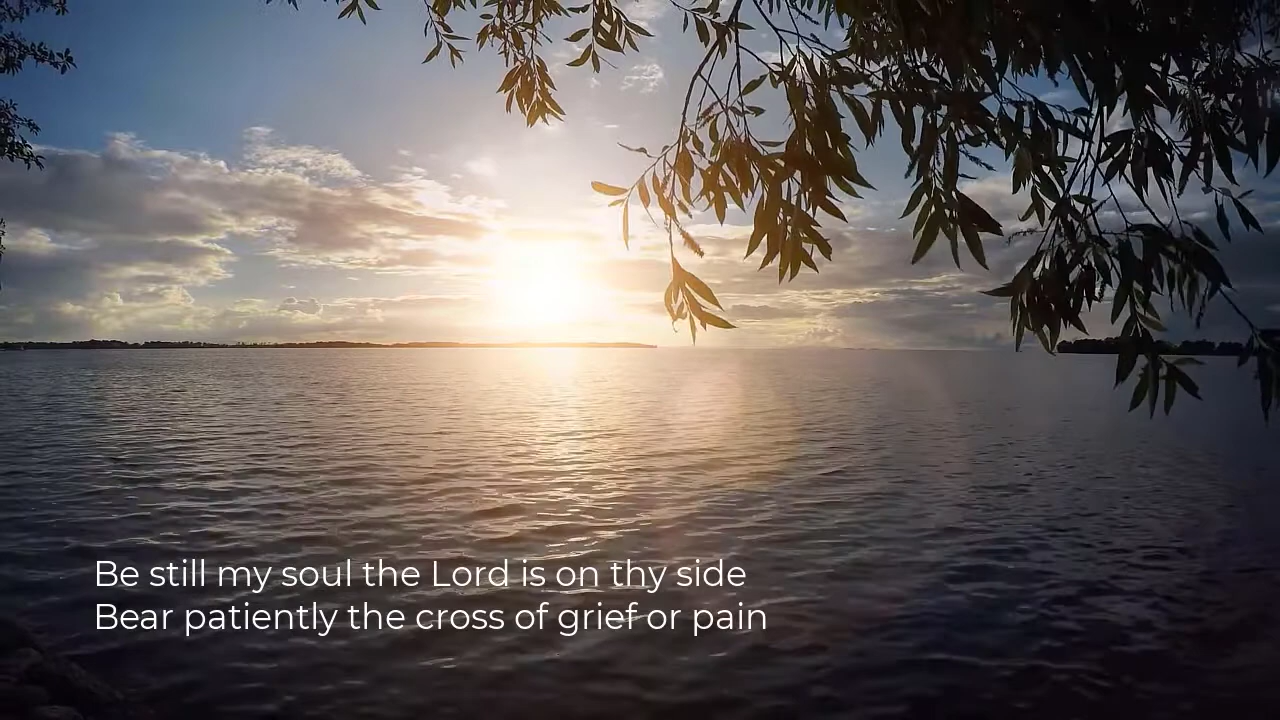 Be still my soul the Lord is on thy side
Bear patiently the cross of grief or pain